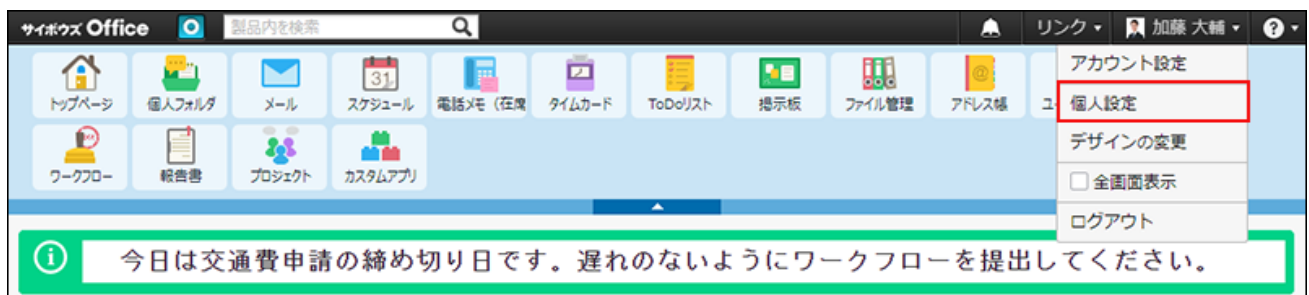 サイボウズ Office
製品内を検索
リンク
加藤 大輔
?
アカウント設定
個人設定
デザインの変更
全画面表示
ログアウト
トップページ
個人フォルダ
メール
31
スケジュール
電話メモ（在席
タイムカード
ToDoリスト
掲示板
ファイル管理
@
アドレス帳
ユ
ワークフロー
報告書
プロジェクト
カスタムアプリ
今日は交通費申請の締め切り日です。遅れのないようにワークフローを提出してください。